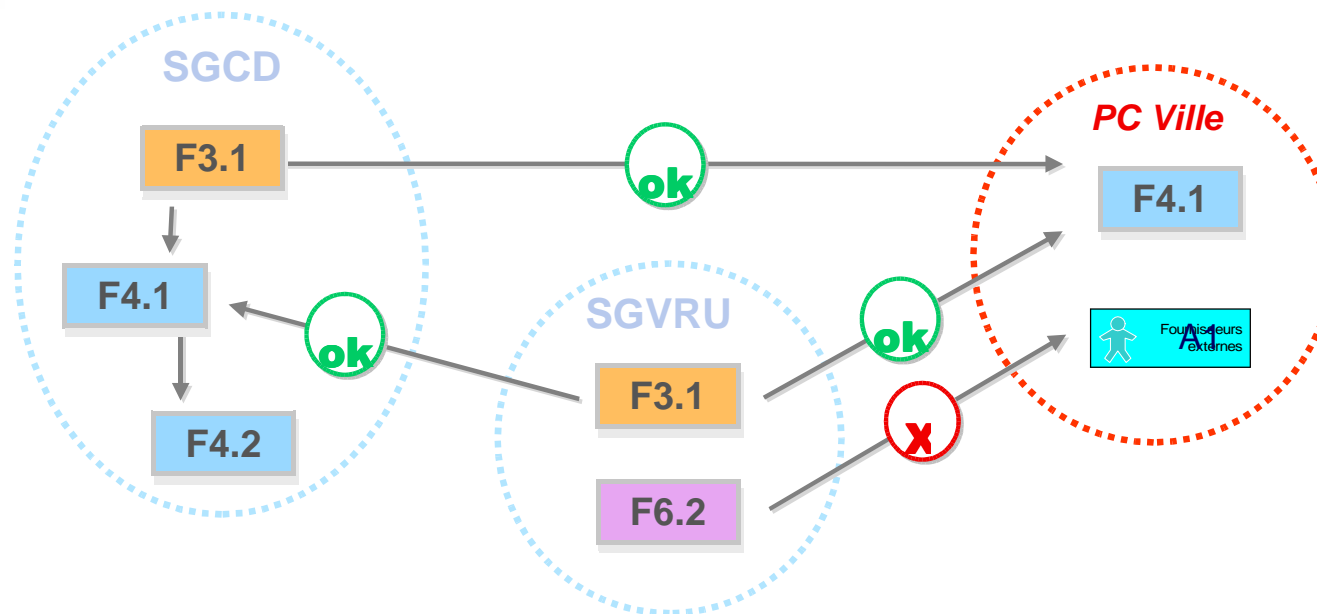 SGCD
PC Ville
F3.1
ok
F4.1
F4.1
SGVRU
ok
ok
Fournisseurs
externes
A1
F3.1
F4.2
X
F6.2